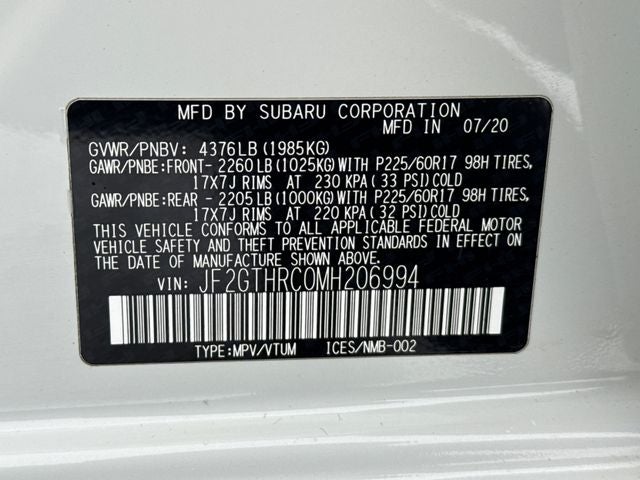 MFD BY SUBARU CORPORATION
MFD IN 07/20
GVWR/PNBV: 4376LB (1985KG)
GAWR/PNBE:FRONT- 2260 LB (1025KG) WITH P225/60R17 98H TIRES,
17X7J RIMS AT 230 KPA ( 33 PSI) COLD
GAWR/PNBE:REAR - 2205 LB (1000KG) WITH P225/60R17 98H TIRES,
17X7J RIMS AT 220 KPA ( 32 PSI) COLD
THIS VEHICLE CONFORMS TO ALL APPLICABLE FEDERAL MOTOR
VEHICLE SAFETY AND THEFT PREVENTION STANDARDS IN EFFECT ON
THE DATE OF MANUFACTURE SHOWN ABOVE.
VIN: JF2GTHRC0MH206994
TYPE:MPV/VTUM ICES/NMB-002